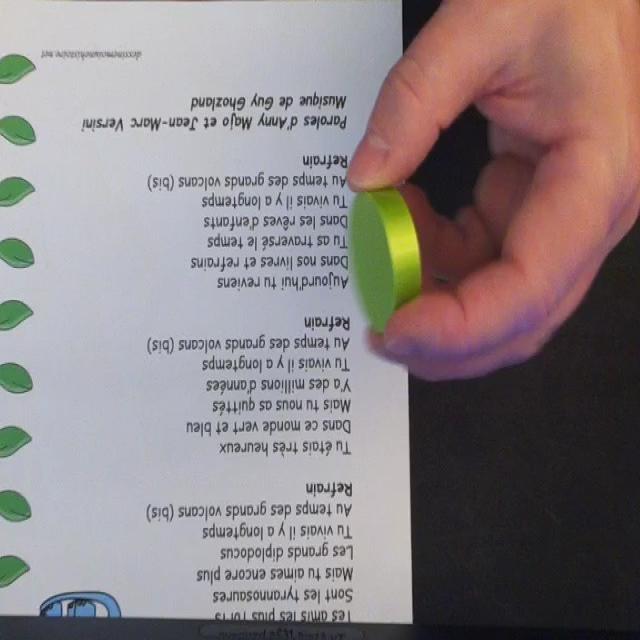 Tes amis les plus forts
Sont les tyrannosaures
Mais tu aimes encore plus
Les grands diplodocus
Tu vivais il y a longtemps
Au temps des grands volcans (bis)
Refrain
Tu étais très heureux
Dans ce monde vert et bleu
Mais tu nous as quittés
Y'a des millions d'années
Tu vivais il y a longtemps
Au temps des grands volcans (bis)
Refrain
Aujourd'hui tu reviens
Dans nos livres et refrains
Tu as traversé le temps
Dans les rêves d'enfants
Tu vivais il y a longtemps
Au temps des grands volcans (bis)
Refrain
Paroles d'Anny Majo et Jean-Marc Versini
Musique de Guy Ghozland
dessinemoiunehistoire.net